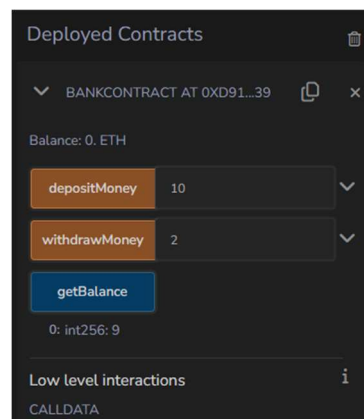 Deployed Contracts
BANKCONTRACT AT 0XD91...39
Balance: 0. ETH
depositMoney 10
withdrawMoney 2
getBalance
0: int256: 9
Low level interactions i
CALLDATA